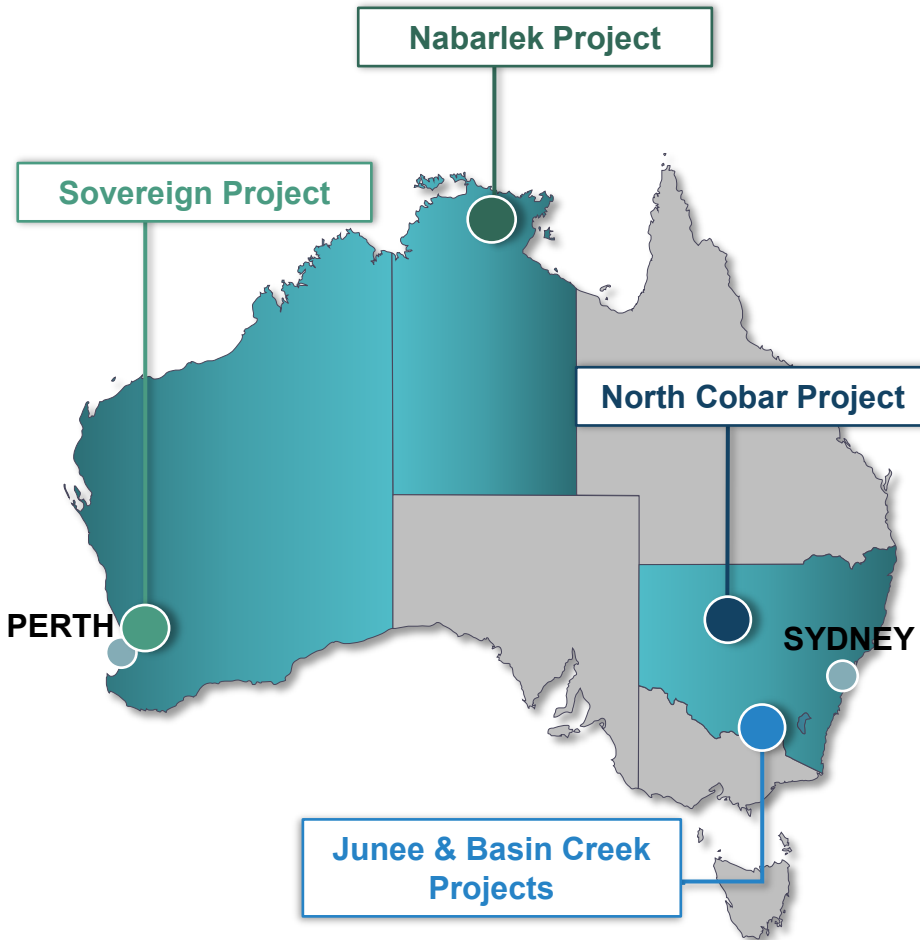 Nabarlek Project
Sovereign Project
North Cobar Project
PERTH
SYDNEY
Junee & Basin Creek
Projects